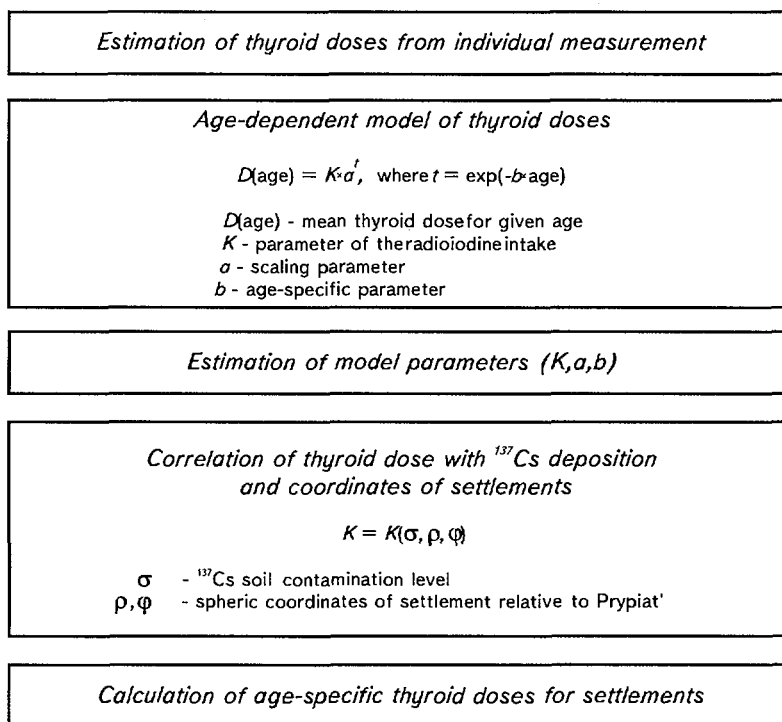 Estimation of thyroid doses from individual measurement
Age-dependent model of thyroid doses
D(age) = K×a^t, where t = exp(-b×age)
D(age) - mean thyroid dose for given age
K - parameter of the radioiodine intake
a - scaling parameter
b - age-specific parameter
Estimation of model parameters (K,a,b)
Correlation of thyroid dose with ¹³⁷Cs deposition
and coordinates of settlements
K = K(σ, ρ, φ)
σ - ¹³⁷Cs soil contamination level
ρ,φ - spheric coordinates of settlement relative to Prypiat'
Calculation of age-specific thyroid doses for settlements